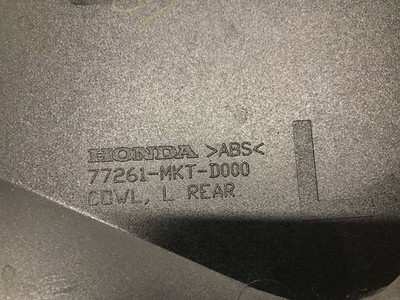 HONDA >ABS<
77261-MKT-D000
COWL, L REAR